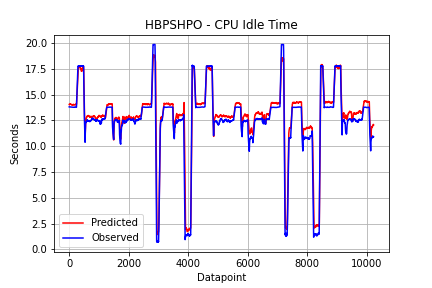 HBPSHPO - CPU Idle Time
20.0
17.5
15.0
12.5
10.0
7.5
5.0
2.5
0.0
Seconds
Predicted
Observed
0 2000 4000 6000 8000 10000
Datapoint